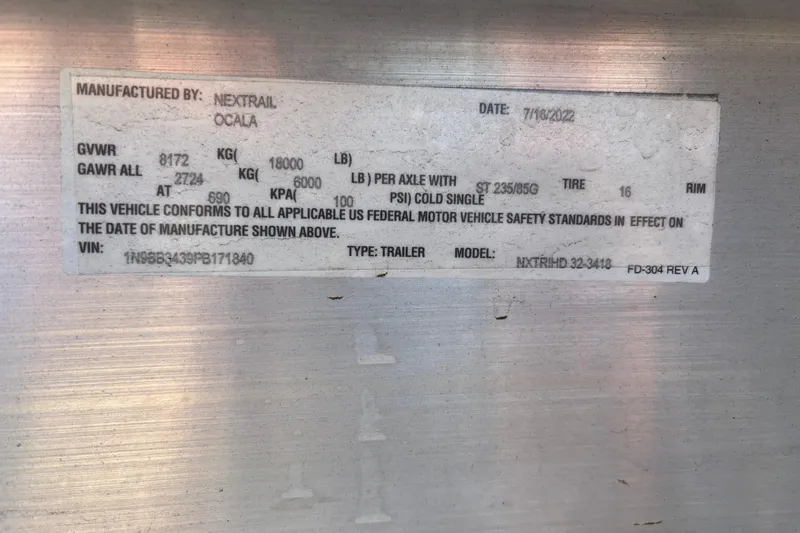 MANUFACTURED BY: NEXTRAIL DATE: 7/16/2022
OCALA
GVWR 8172 KG( 18000 LB)
GAWR ALL 2724 KG( 6000 LB ) PER AXLE WITH ST 235/85G TIRE 16 RIM
AT 690 KPA( 100 PSI) COLD SINGLE
THIS VEHICLE CONFORMS TO ALL APPLICABLE US FEDERAL MOTOR VEHICLE SAFETY STANDARDS IN EFFECT ON
THE DATE OF MANUFACTURE SHOWN ABOVE.
VIN: 1N9BB3439PB171840 TYPE: TRAILER MODEL: NXTRIHD 32-3418
FD-304 REV A